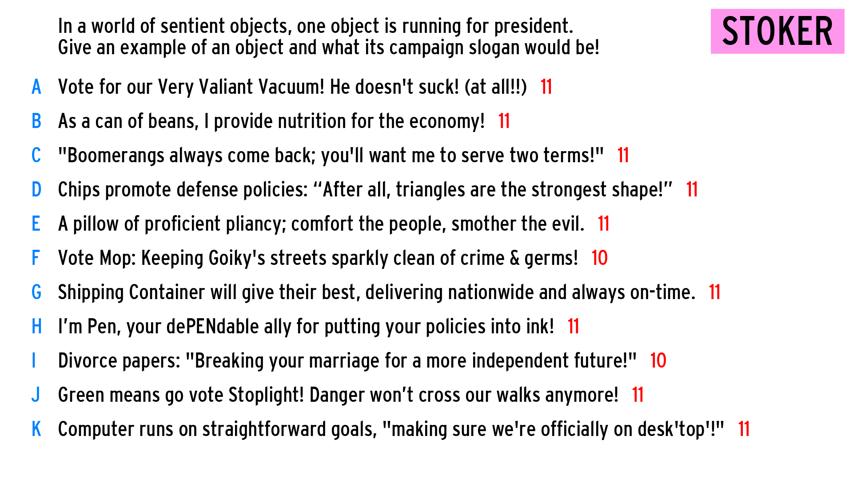 In a world of sentient objects, one object is running for president.
Give an example of an object and what its campaign slogan would be!
STOKER
A Vote for our Very Valiant Vacuum! He doesn't suck! (at all!!) 11
B As a can of beans, I provide nutrition for the economy! 11
C "Boomerangs always come back; you'll want me to serve two terms!" 11
D Chips promote defense policies: “After all, triangles are the strongest shape!” 11
E A pillow of proficient pliancy; comfort the people, smother the evil. 11
F Vote Mop: Keeping Goiky's streets sparkly clean of crime & germs! 10
G Shipping Container will give their best, delivering nationwide and always on-time. 11
H I’m Pen, your dePENdable ally for putting your policies into ink! 11
I Divorce papers: "Breaking your marriage for a more independent future!" 10
J Green means go vote Stoplight! Danger won’t cross our walks anymore! 11
K Computer runs on straightforward goals, "making sure we're officially on desk'top'!" 11